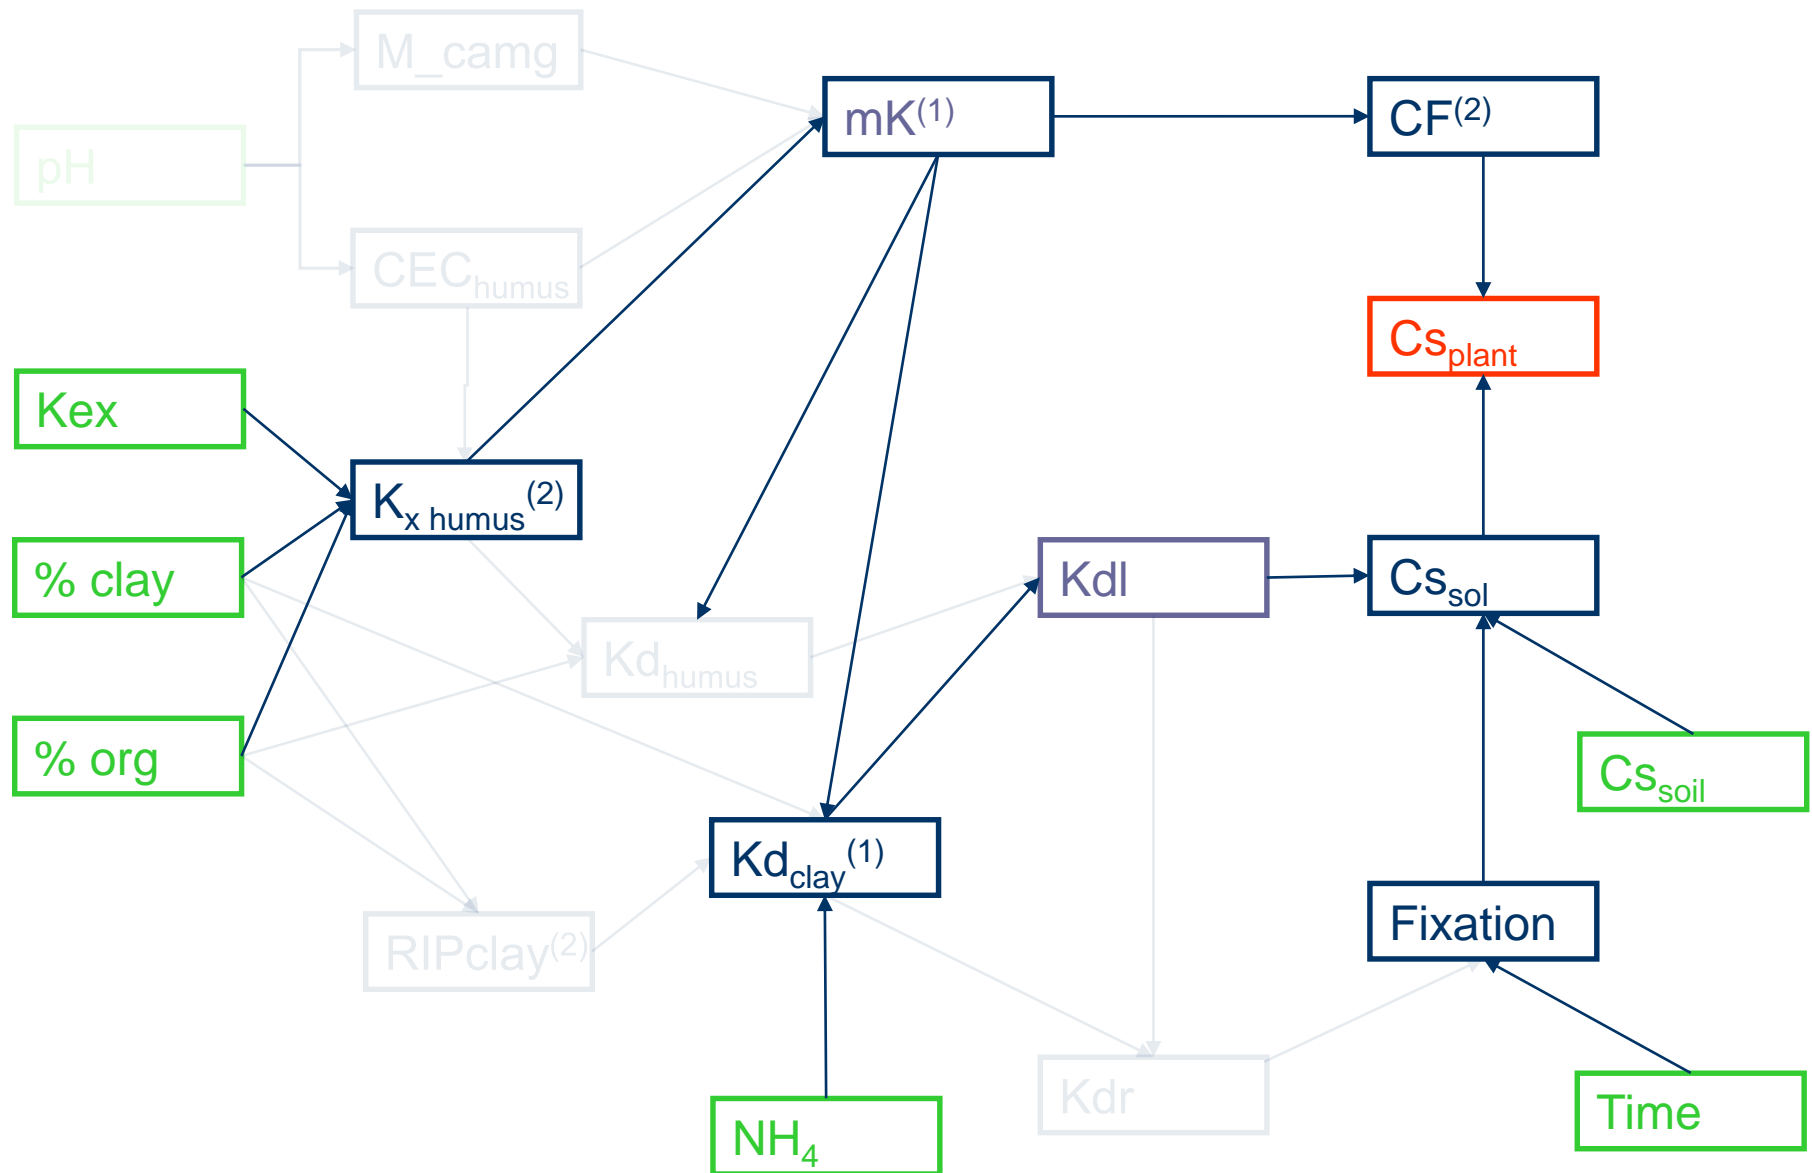 M_camg
mK(1)
CF(2)
pH
CEChumus
Csplant
Kex
Kx humus(2)
% clay
Kdl
Cssol
Kdhumus
% org
Cssoil
Kdclay(1)
RIPclay(2)
Fixation
Kdr
Time
NH4